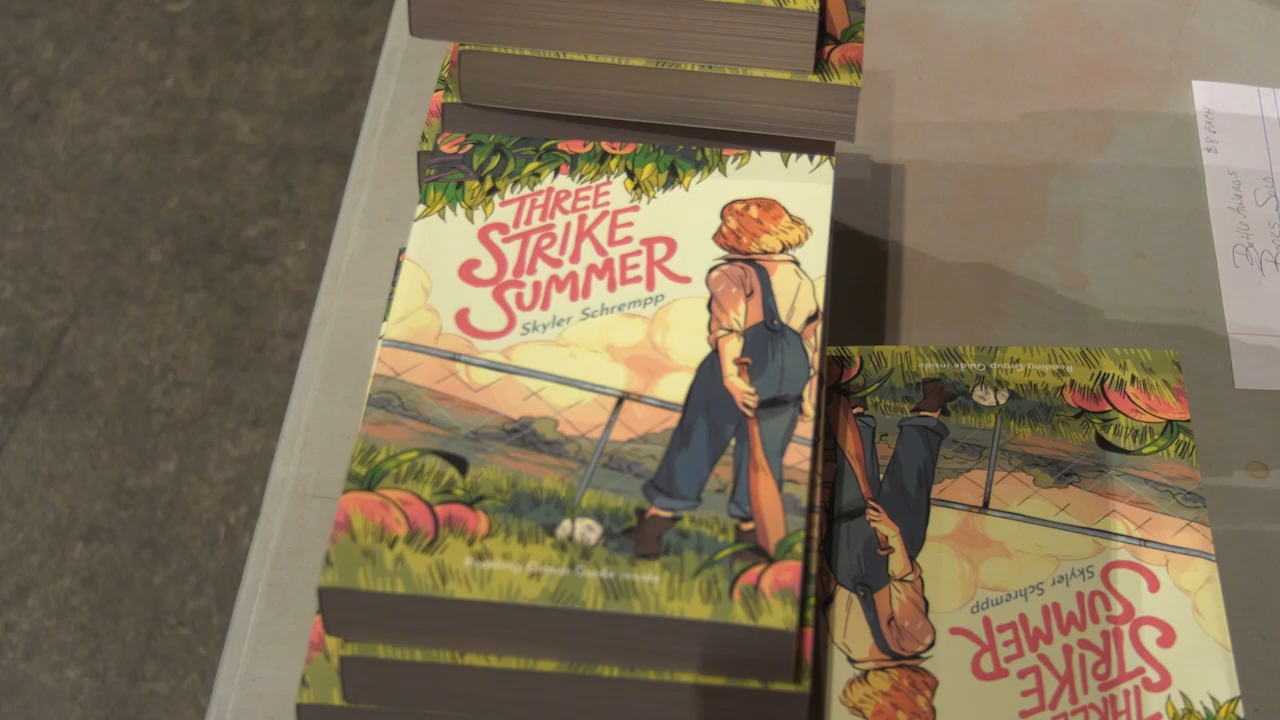 THREE
STRIKE
SUMMER
Skyler Schrempp
Reading Group Guide inside
Reading Group Guide inside
Skyler Schrempp
SUMMER
STRIKE
THREE
$8 EACH
Books Sold